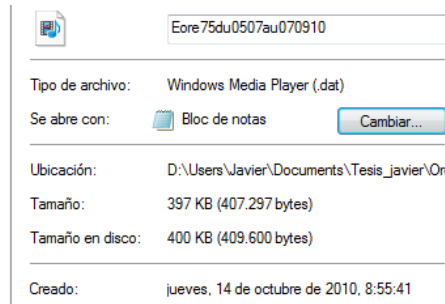 Eore75du0507au070910
Tipo de archivo: Windows Media Player (.dat)
Se abre con: Bloc de notas Cambiar...
Ubicación: D:\Users\Javier\Documents\Tesis_javier\Or
Tamaño: 397 KB (407.297 bytes)
Tamaño en disco: 400 KB (409.600 bytes)
Creado: jueves, 14 de octubre de 2010, 8:55:41